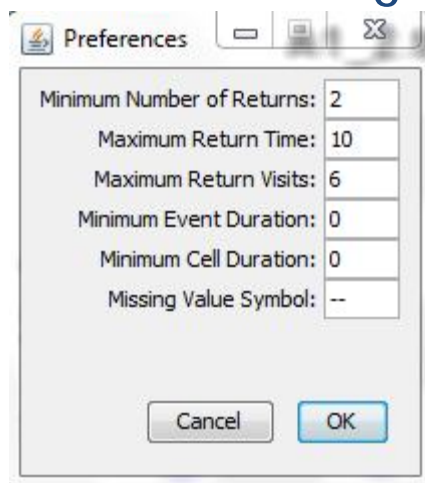 Preferences
Minimum Number of Returns: 2
Maximum Return Time: 10
Maximum Return Visits: 6
Minimum Event Duration: 0
Minimum Cell Duration: 0
Missing Value Symbol: --
Cancel OK